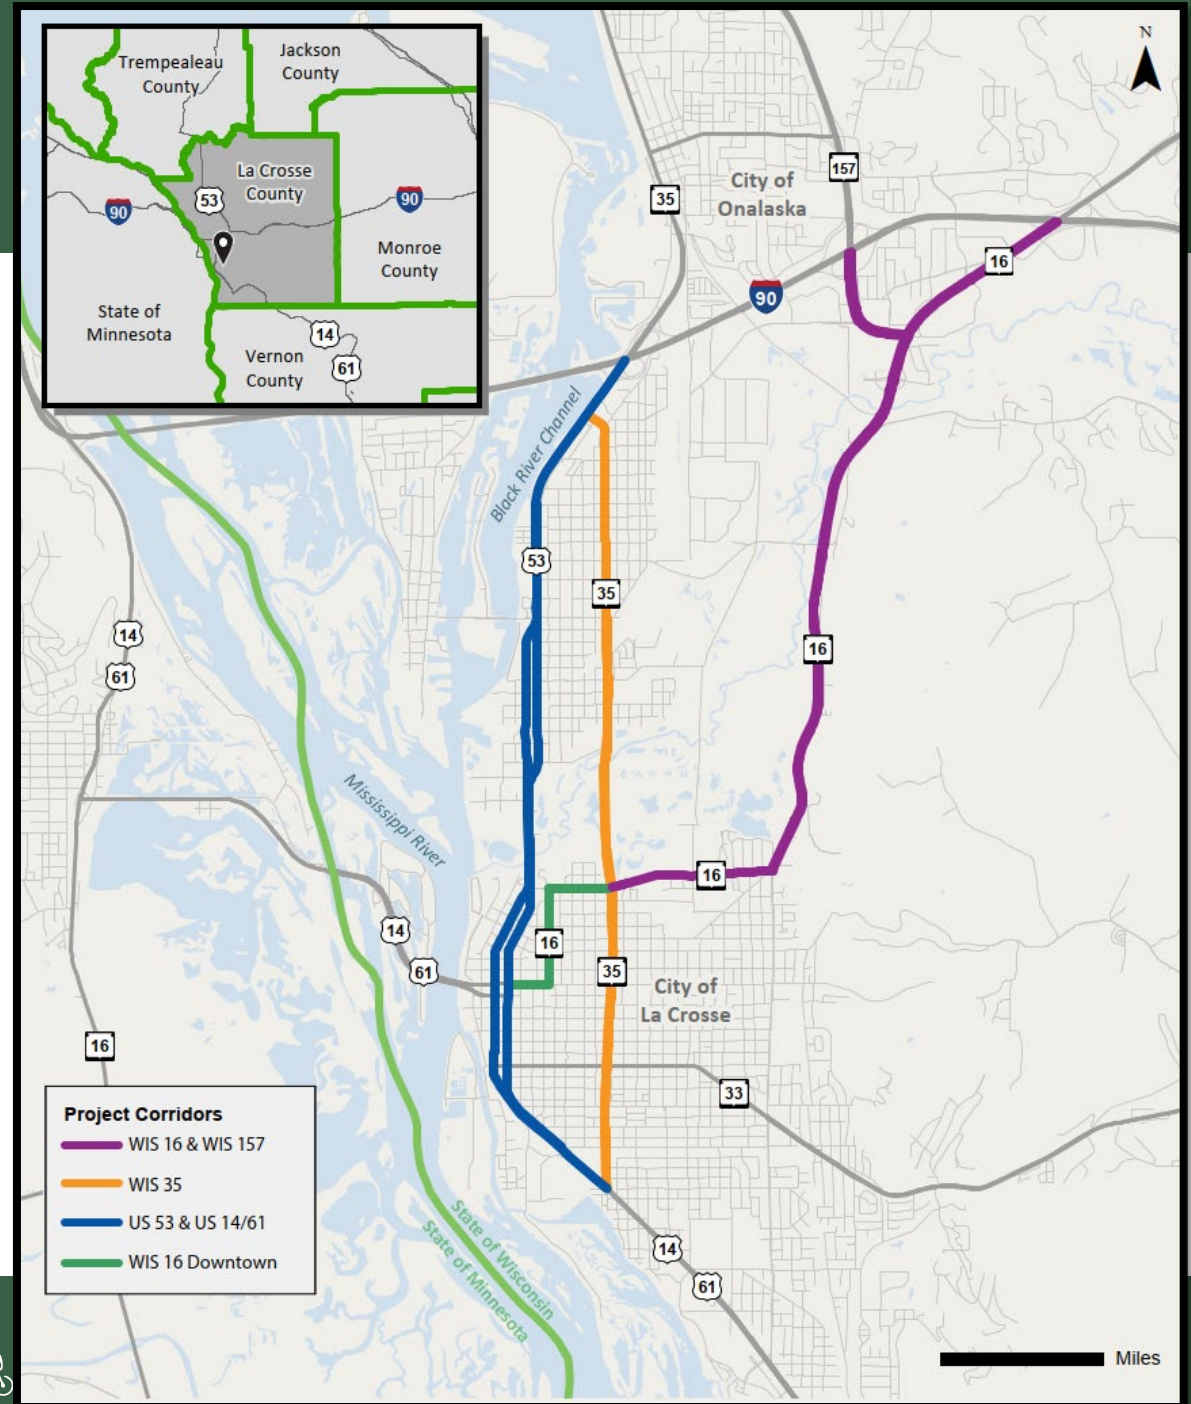 Trempealeau
County
Jackson
County
La Crosse
County
53
90
90
Monroe
County
State of
Minnesota
14
Vernon
County
61
N
157
City of
Onalaska
35
16
90
Black River Channel
53
35
14
61
16
Mississippi River
16
14
16
61
35
City of
La Crosse
16
33
Project Corridors
WIS 16 & WIS 157
WIS 35
US 53 & US 14/61
WIS 16 Downtown
State of Wisconsin
State of Minnesota
14
61
Miles